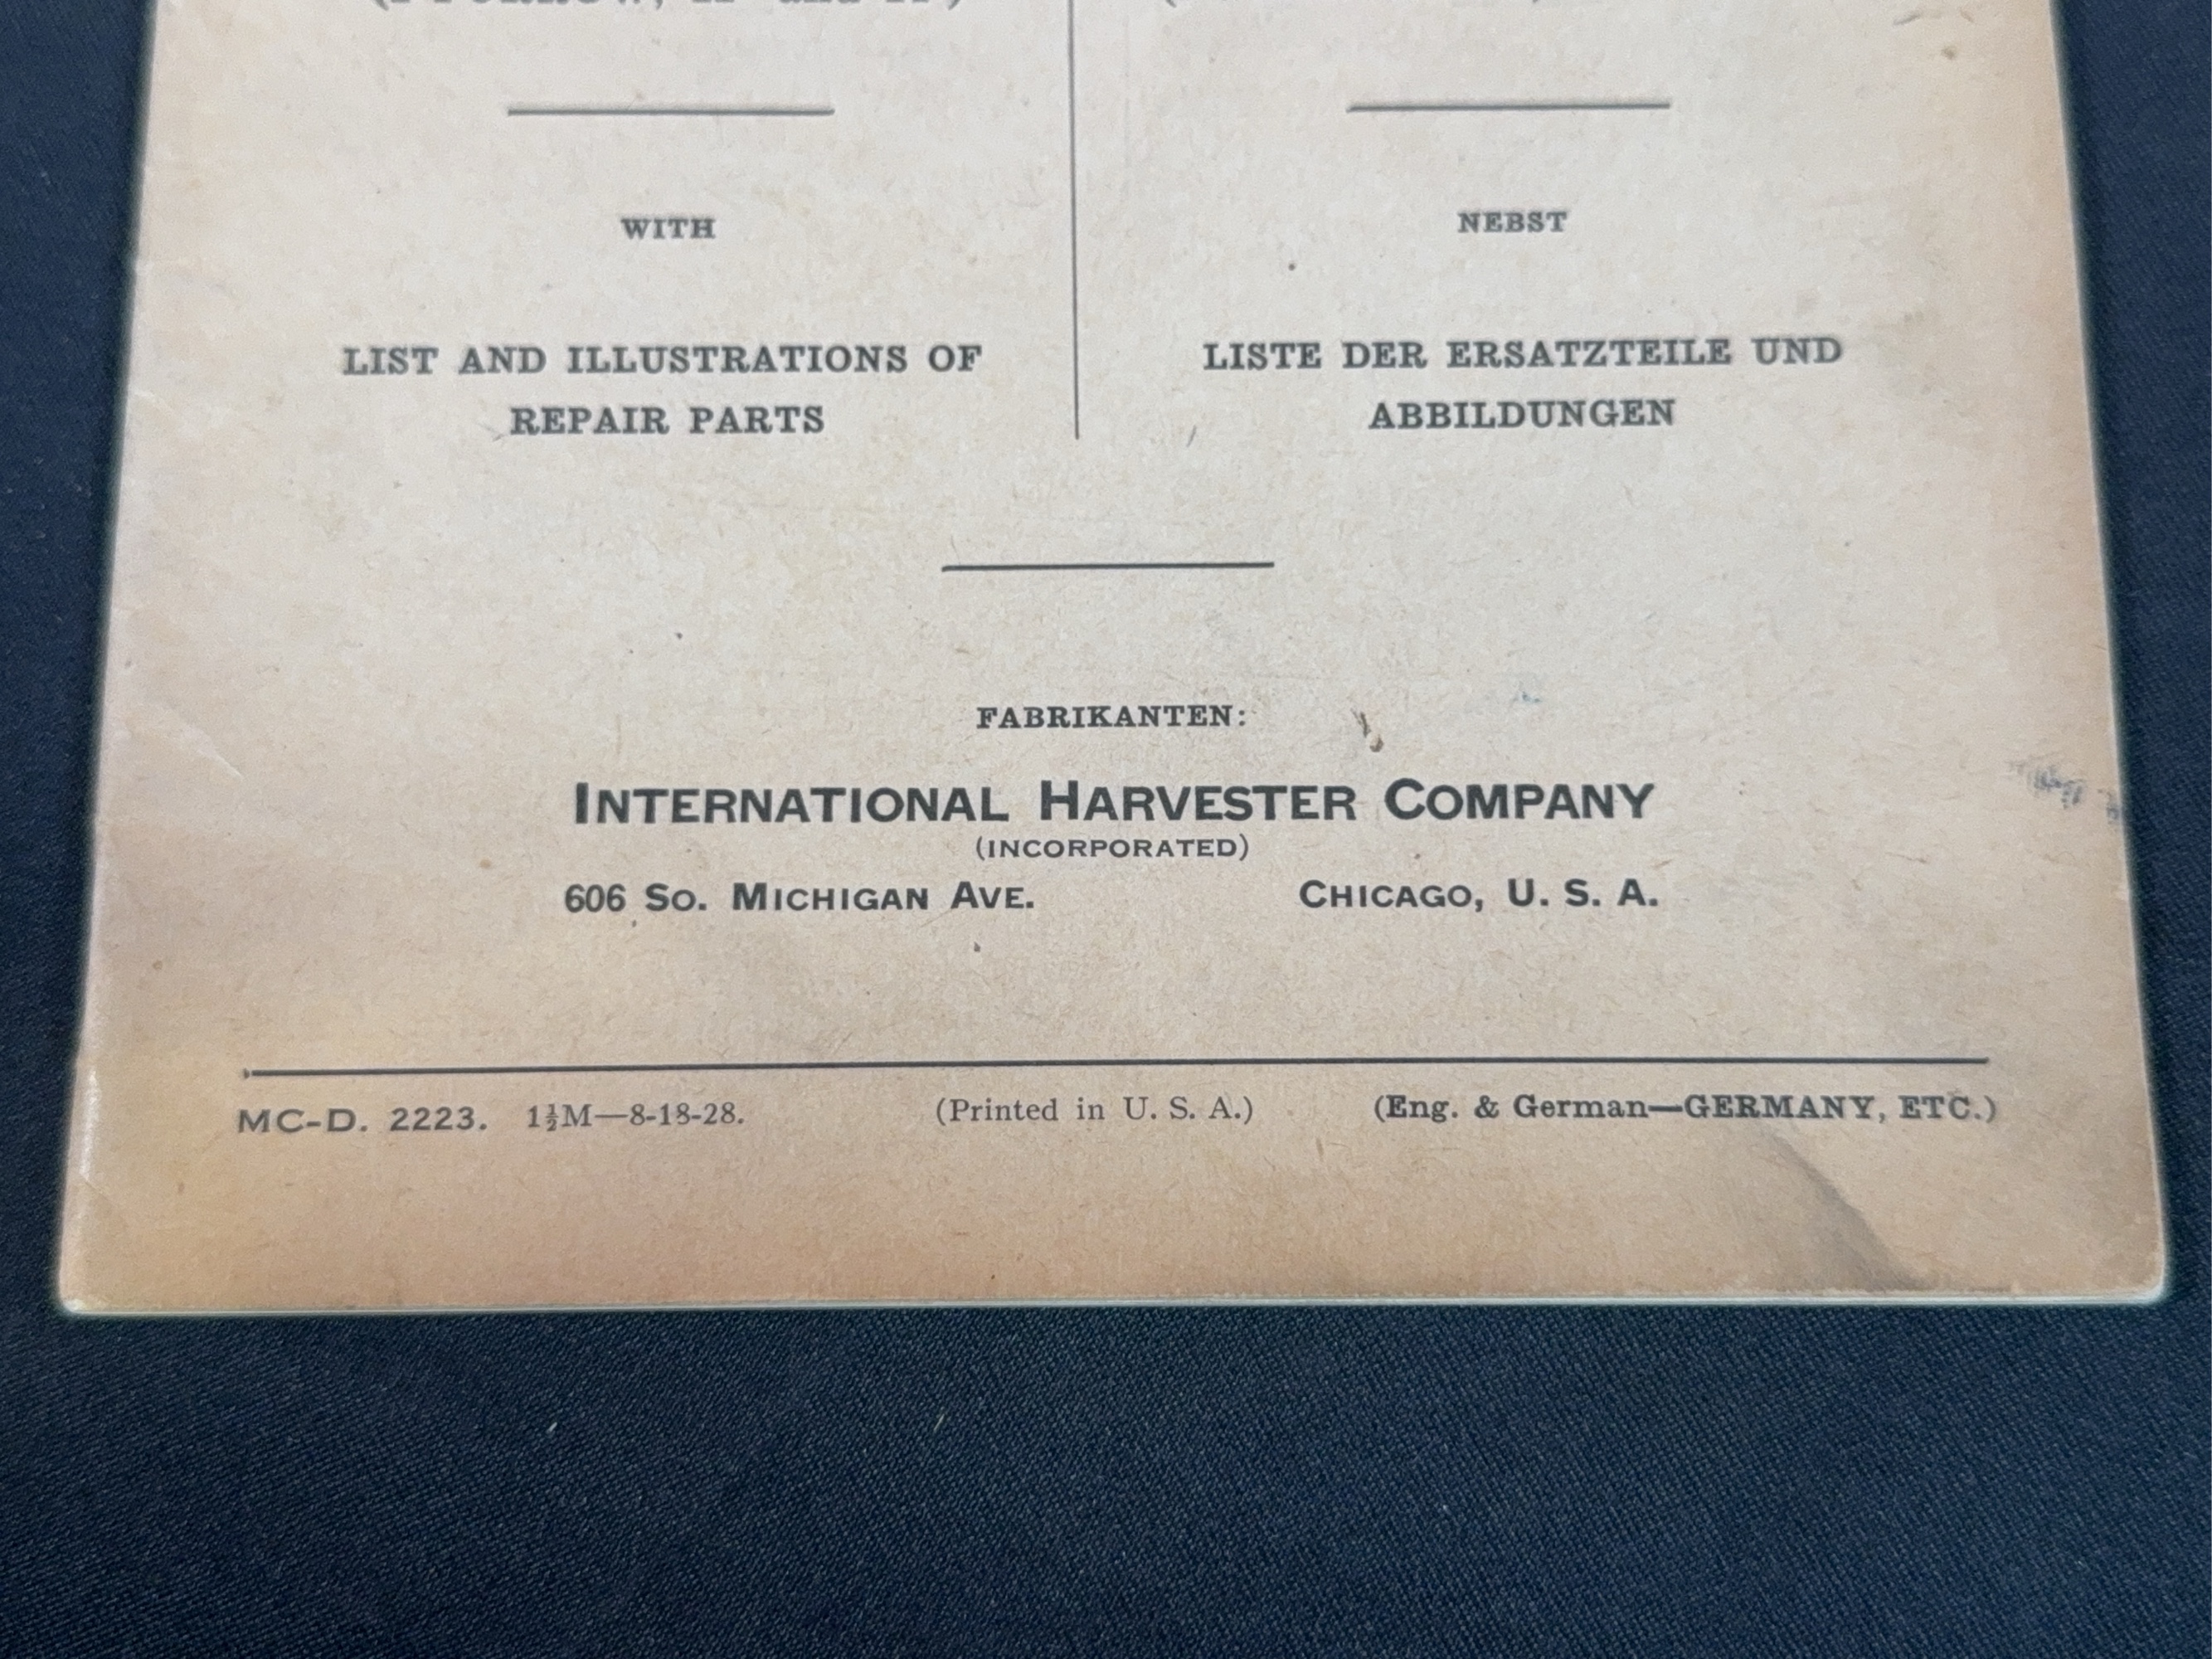 WITH
LIST AND ILLUSTRATIONS OF
REPAIR PARTS
NEBST
LISTE DER ERSATZTEILE UND
ABBILDUNGEN
FABRIKANTEN:
INTERNATIONAL HARVESTER COMPANY
(INCORPORATED)
606 SO. MICHIGAN AVE. CHICAGO, U. S. A.
MC-D. 2223. 1½M—8-18-28. (Printed in U. S. A.) (Eng. & German—GERMANY, ETC.)